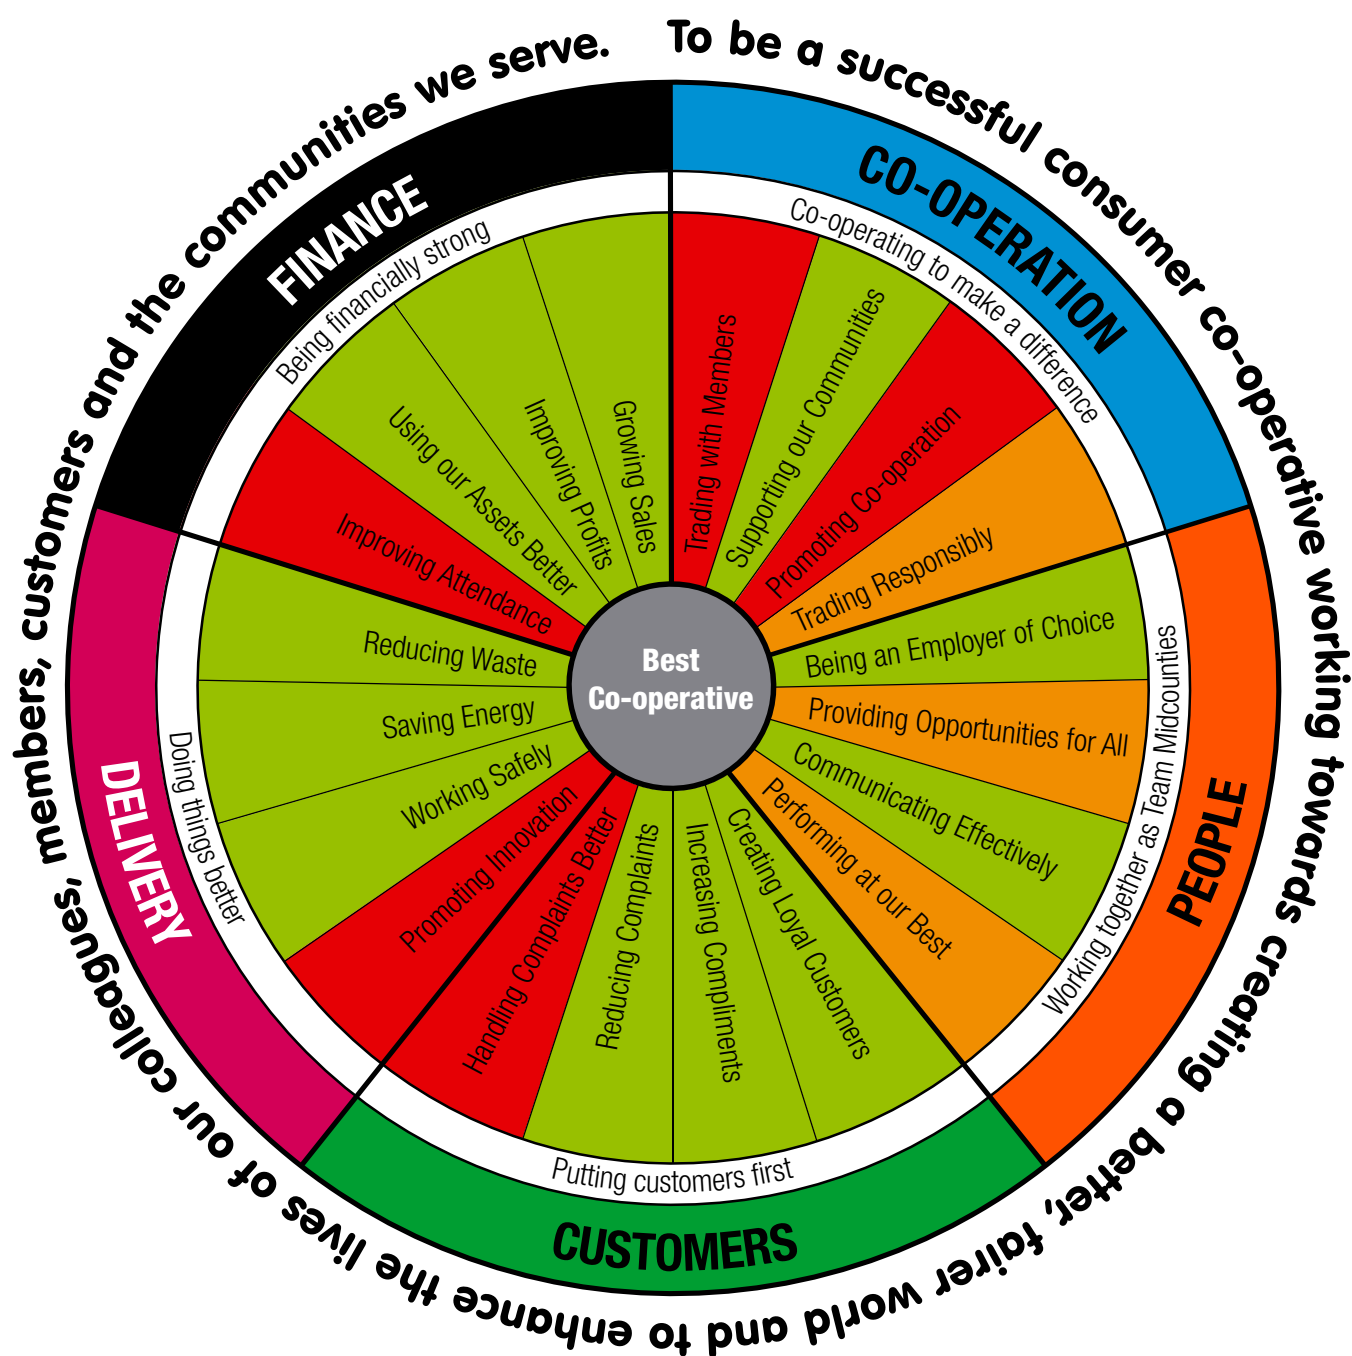 To be a successful consumer co-operative working towards creating a better, fairer world and to enhance the lives of our colleagues, members, customers and the communities we serve.
CO-OPERATION
Co-operating to make a difference
Trading with Members
Supporting our Communities
Promoting Co-operation
Trading Responsibly
PEOPLE
Working together as Team Midcounties
Being an Employer of Choice
Providing Opportunities for All
Communicating Effectively
Performing at our Best
CUSTOMERS
Putting customers first
Creating Loyal Customers
Increasing Compliments
Reducing Complaints
Handling Complaints Better
DELIVERY
Doing things better
Promoting Innovation
Working Safely
Saving Energy
Reducing Waste
FINANCE
Being financially strong
Improving Attendance
Using our Assets Better
Improving Profits
Growing Sales
Best
Co-operative